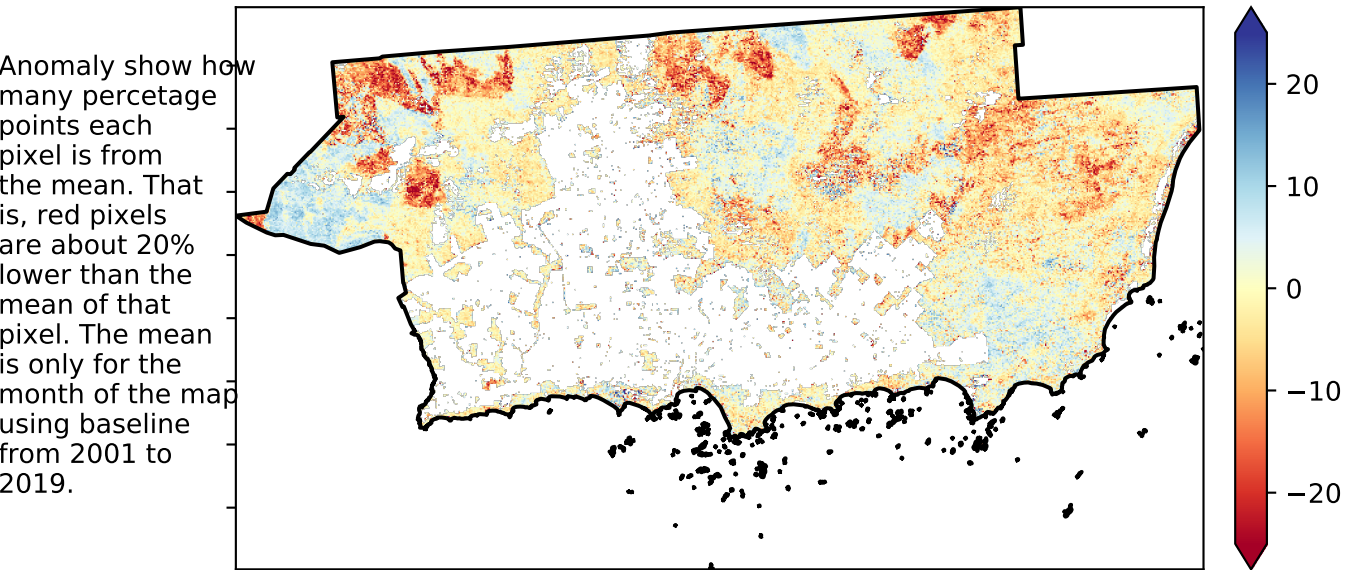 Anomaly show how
many percetage
points each
pixel is from
the mean. That
is, red pixels
are about 20%
lower than the
mean of that
pixel. The mean
is only for the
month of the map
using baseline
from 2001 to
2019.
20
10
0
−10
−20